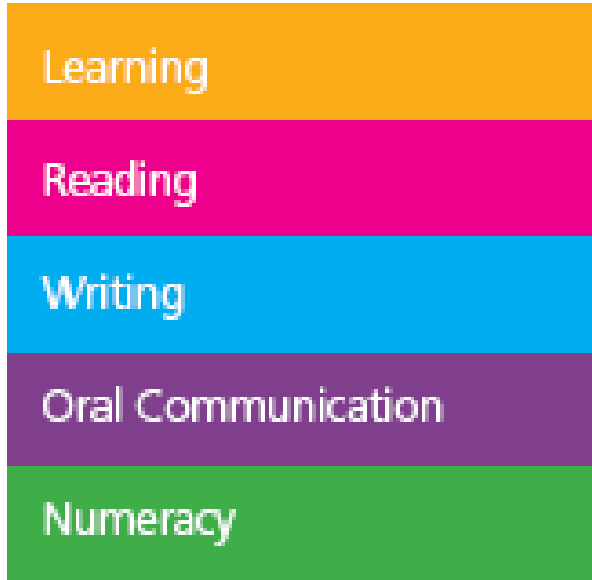 Learning
Reading
Writing
Oral Communication
Numeracy